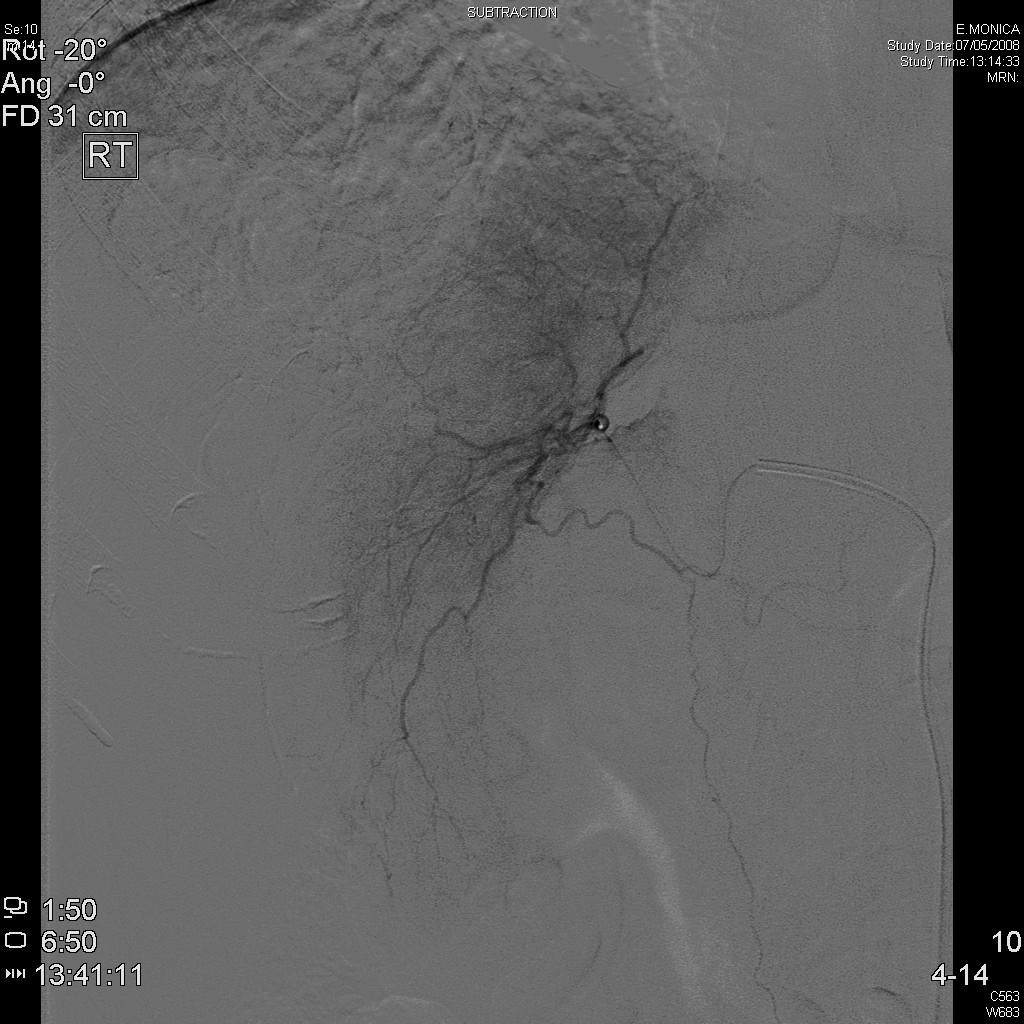 SUBTRACTION
Se:10
Rot -20°
Ang -0°
FD 31 cm
RT
E.MONICA
Study Date:07/05/2008
Study Time:13:14:33
MRN:
1:50
6:50
13:41:11
10
4-14
C563
W683